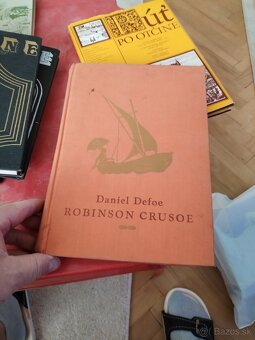 PÚŤ
PO OTČINE
Daniel Defoe
ROBINSON CRUSOE
bazos.sk